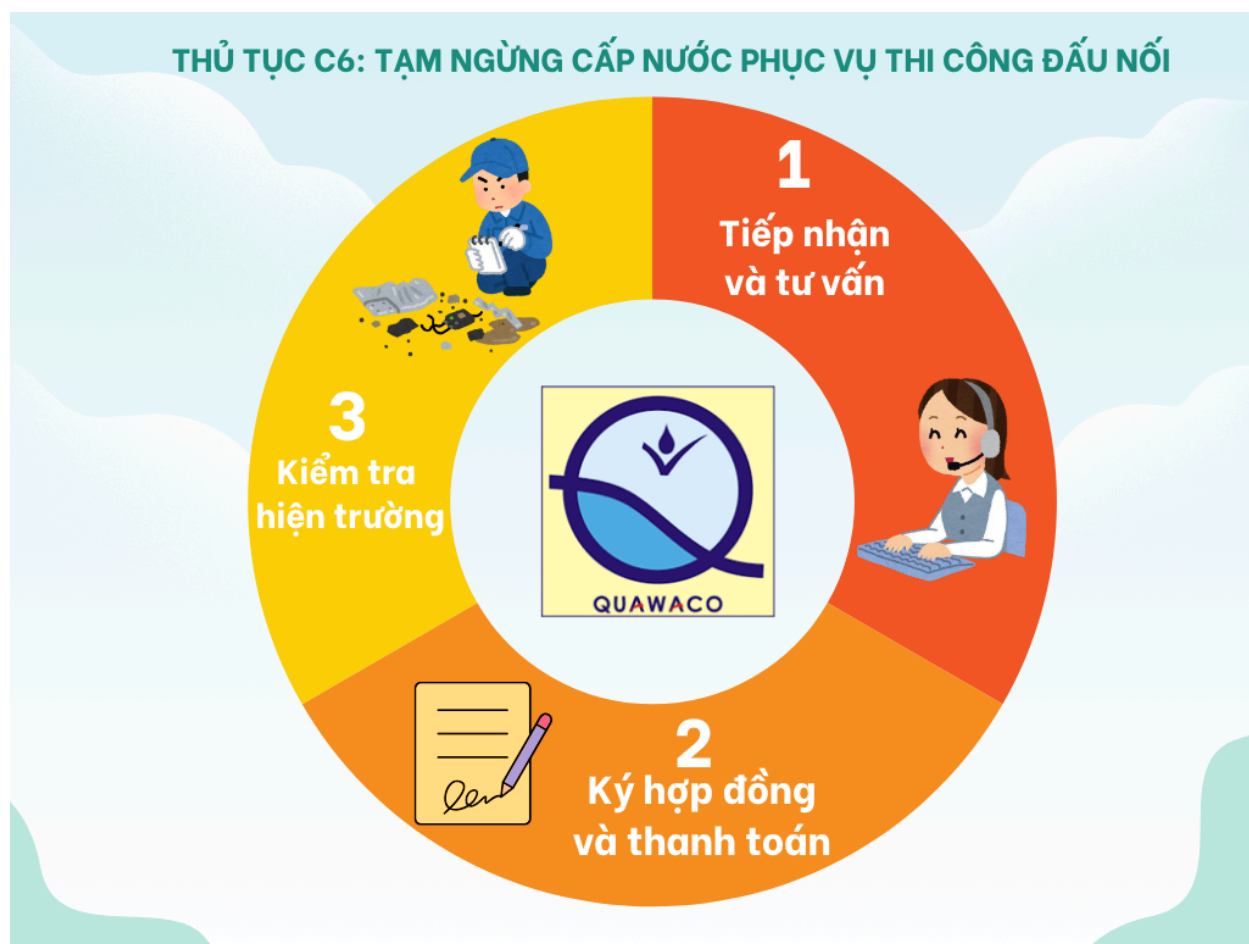 THỦ TỤC C6: TẠM NGỪNG CẤP NƯỚC PHỤC VỤ THI CÔNG ĐẤU NỐI
1
Tiếp nhận
và tư vấn
2
Ký hợp đồng
và thanh toán
3
Kiểm tra
hiện trường
QUAWACO